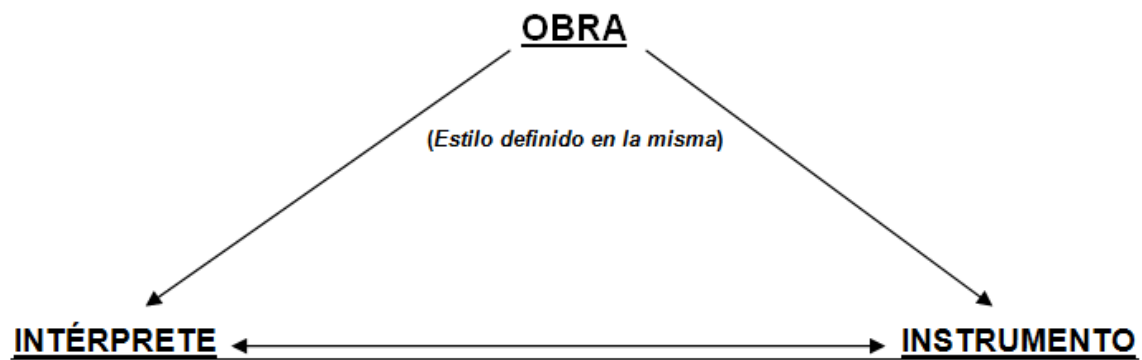 OBRA
(Estilo definido en la misma)
INTÉRPRETE INSTRUMENTO